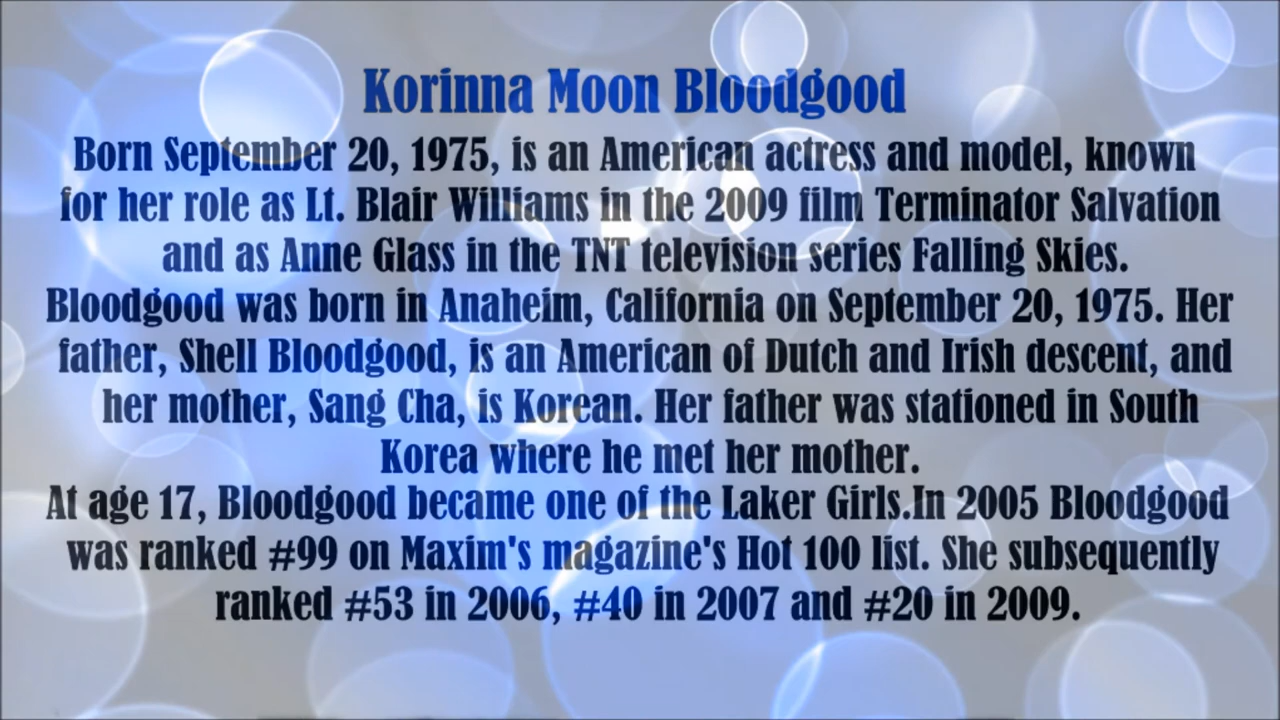 Korinna Moon Bloodgood
Born September 20, 1975, is an American actress and model, known
for her role as Lt. Blair Williams in the 2009 film Terminator Salvation
and as Anne Glass in the TNT television series Falling Skies.
Bloodgood was born in Anaheim, California on September 20, 1975. Her
father, Shell Bloodgood, is an American of Dutch and Irish descent, and
her mother, Sang Cha, is Korean. Her father was stationed in South
Korea where he met her mother.
At age 17, Bloodgood became one of the Laker Girls.In 2005 Bloodgood
was ranked #99 on Maxim's magazine's Hot 100 list. She subsequently
ranked #53 in 2006, #40 in 2007 and #20 in 2009.